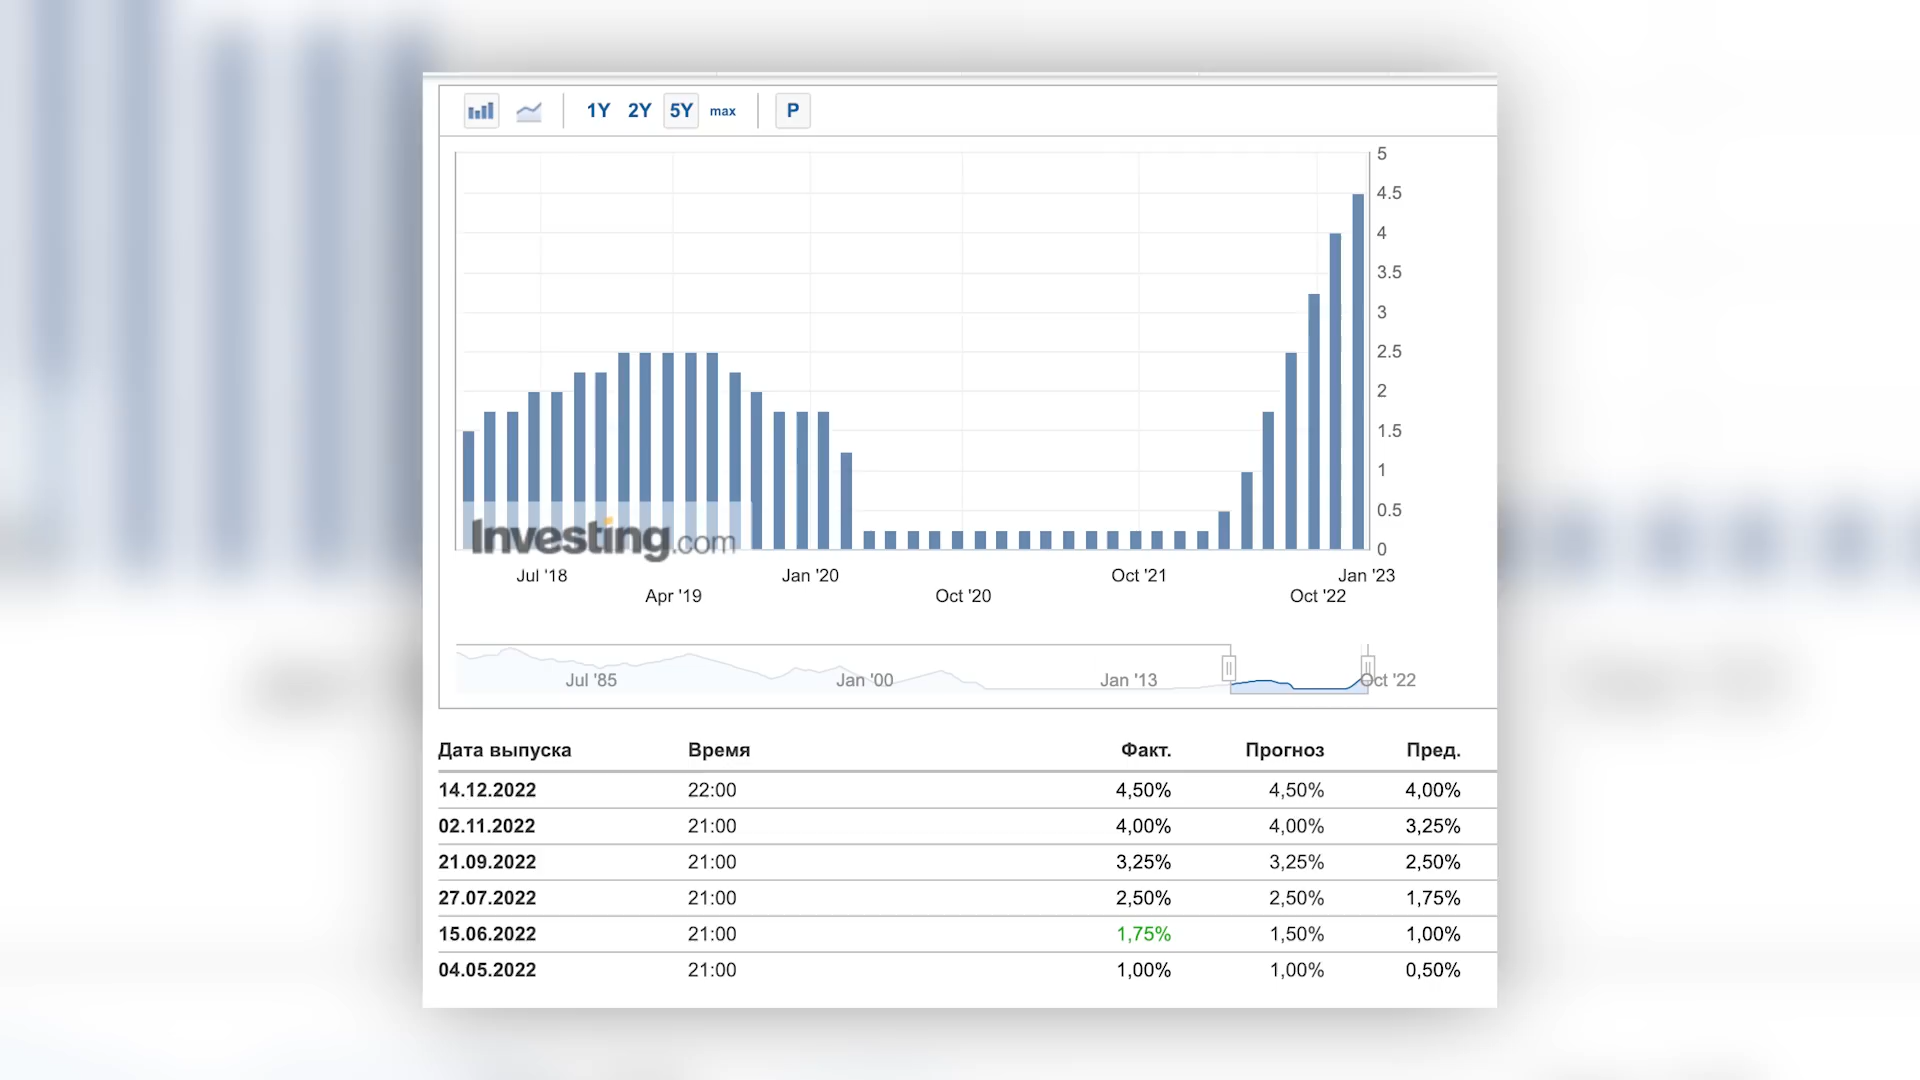 1Y 2Y 5Y max P
5
4.5
4
3.5
3
2.5
2
1.5
1
0.5
0
Investing.com
Jul '18 Jan '20 Oct '21 Jan '23
Apr '19 Oct '20 Oct '22
Jul '85 Jan '00 Jan '13 Oct '22
Дата выпуска Время Факт. Прогноз Пред.
14.12.2022 22:00 4,50% 4,50% 4,00%
02.11.2022 21:00 4,00% 4,00% 3,25%
21.09.2022 21:00 3,25% 3,25% 2,50%
27.07.2022 21:00 2,50% 2,50% 1,75%
15.06.2022 21:00 1,75% 1,50% 1,00%
04.05.2022 21:00 1,00% 1,00% 0,50%